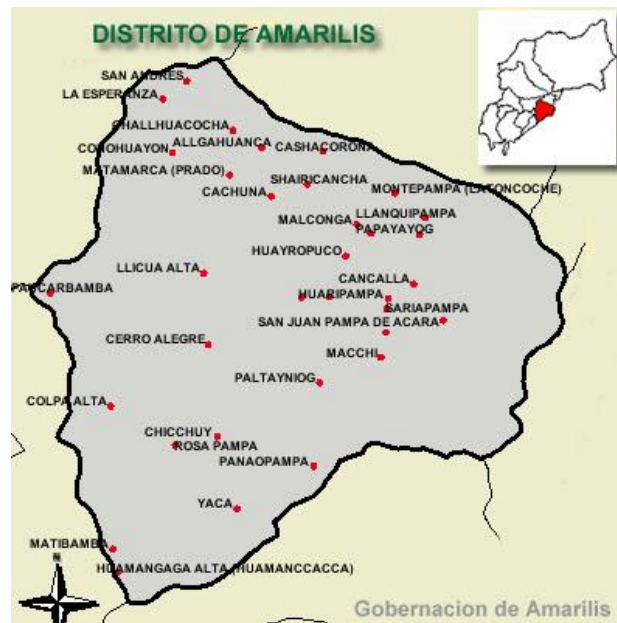 DISTRITO DE AMARILIS
SAN ANDRES
LA ESPERANZA
CHALLHUACOCHA
ALLGAHUANCA
CONOHUAYON
CASHACORONA
MATAMARCA (PRADO)
SHAIRICANCHA
CACHUNA
MONTEPAMPA (LATONCOCHE)
LLANQUIPAMPA
MALCONGA
PAPAYAYOG
HUAYROPUCO
LLICUA ALTA
CANCALLA
PAUCARBAMBA
HUARIPAMPA
SARIAPAMPA
SAN JUAN PAMPA DE ACARA
CERRO ALEGRE
MACCHI
PALTAYNIOG
COLPA ALTA
CHICCHUY
ROSA PAMPA
PANAOPAMPA
YACA
MATIBAMBA
N
HUAMANGAGA ALTA (HUAMANCCACCA)
Gobernacion de Amarilis